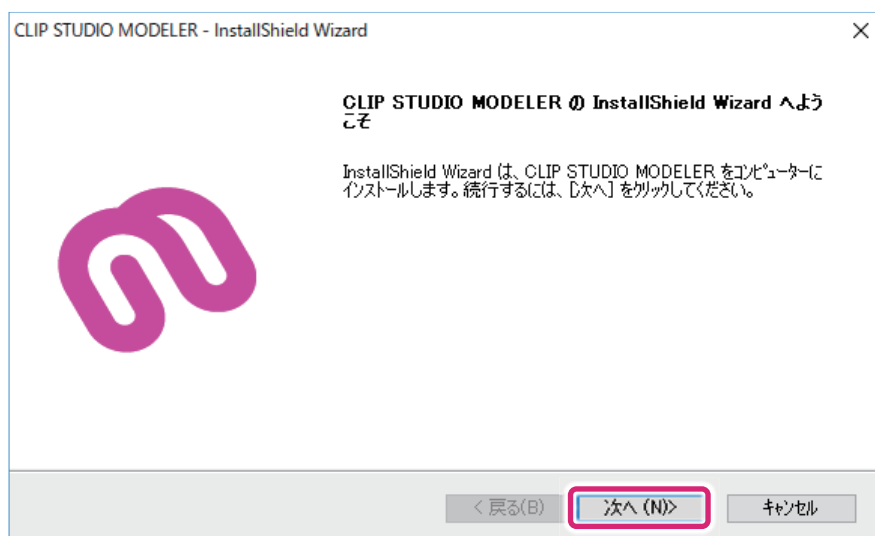 CLIP STUDIO MODELER - InstallShield Wizard
CLIP STUDIO MODELER の InstallShield Wizard へよう
こそ
InstallShield Wizard は、CLIP STUDIO MODELER をコンピューターに
インストールします。続行するには、[次へ] をクリックしてください。
< 戻る(B)
次へ (N)>
キャンセル